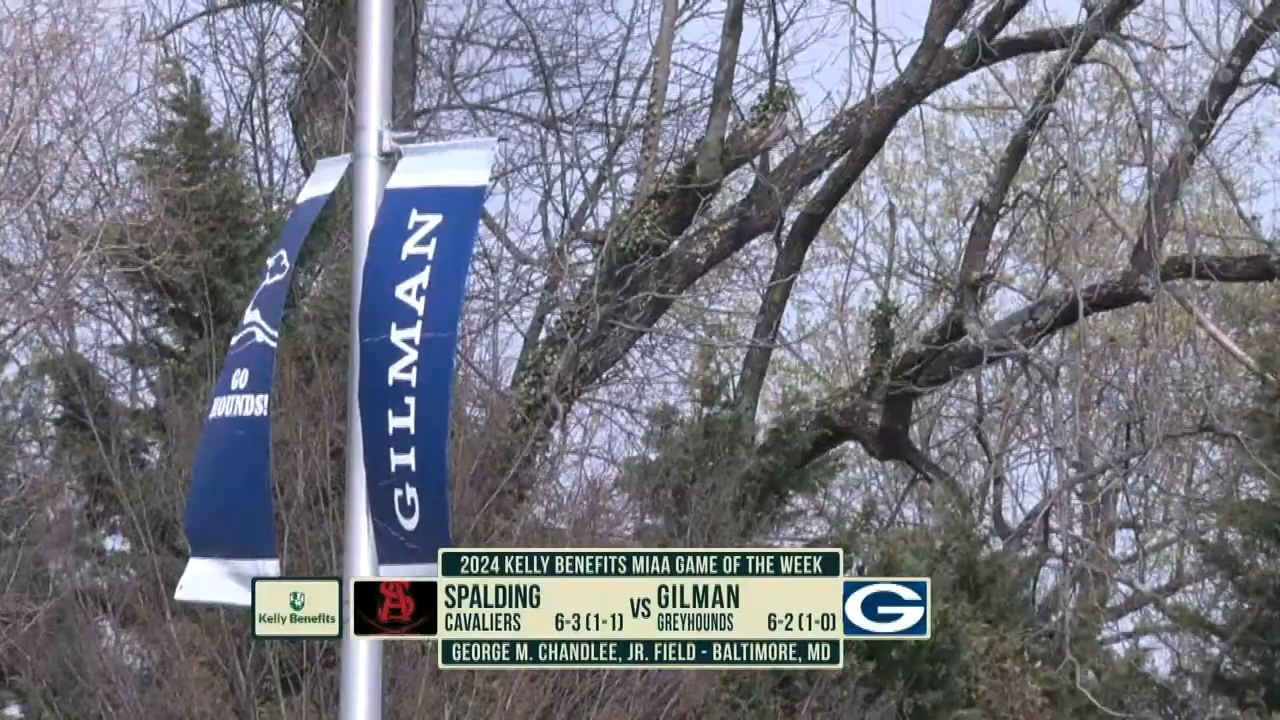 GILMAN
GO
HOUNDS!
2024 KELLY BENEFITS MIAA GAME OF THE WEEK
Kelly Benefits
SA
SPALDING
CAVALIERS 6-3 (1-1)
VS
GILMAN
GREYHOUNDS 6-2 (1-0)
G
GEORGE M. CHANDLEE, JR. FIELD - BALTIMORE, MD